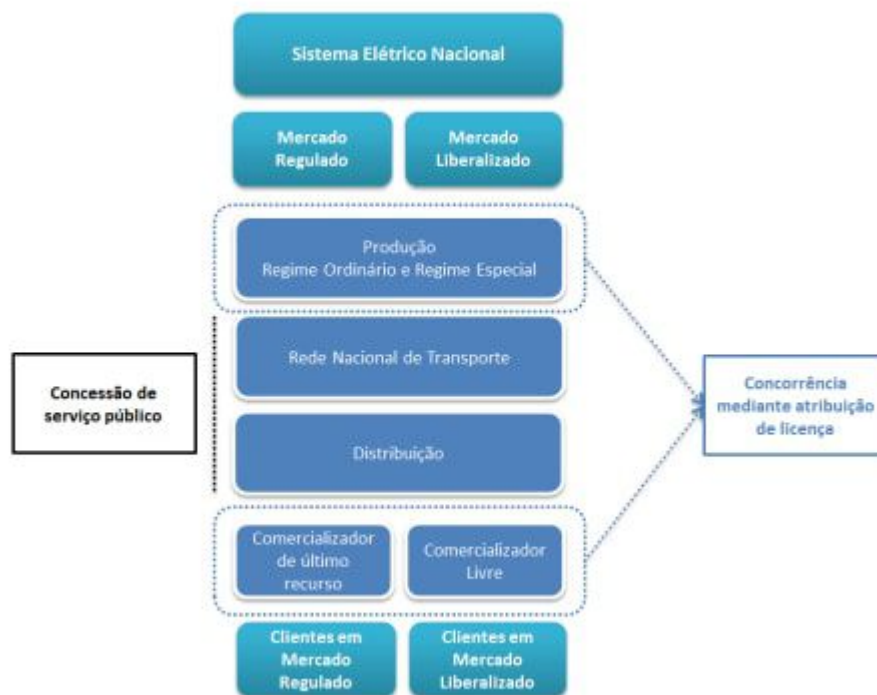 Sistema Elétrico Nacional
Mercado
Regulado
Mercado
Liberalizado
Produção
Regime Ordinário e Regime Especial
Rede Nacional de Transporte
Concessão de
serviço público
Concorrência
mediante atribuição
de licença
Distribuição
Comercializador
de último
recurso
Comercializador
Livre
Clientes em
Mercado
Regulado
Clientes em
Mercado
Liberalizado